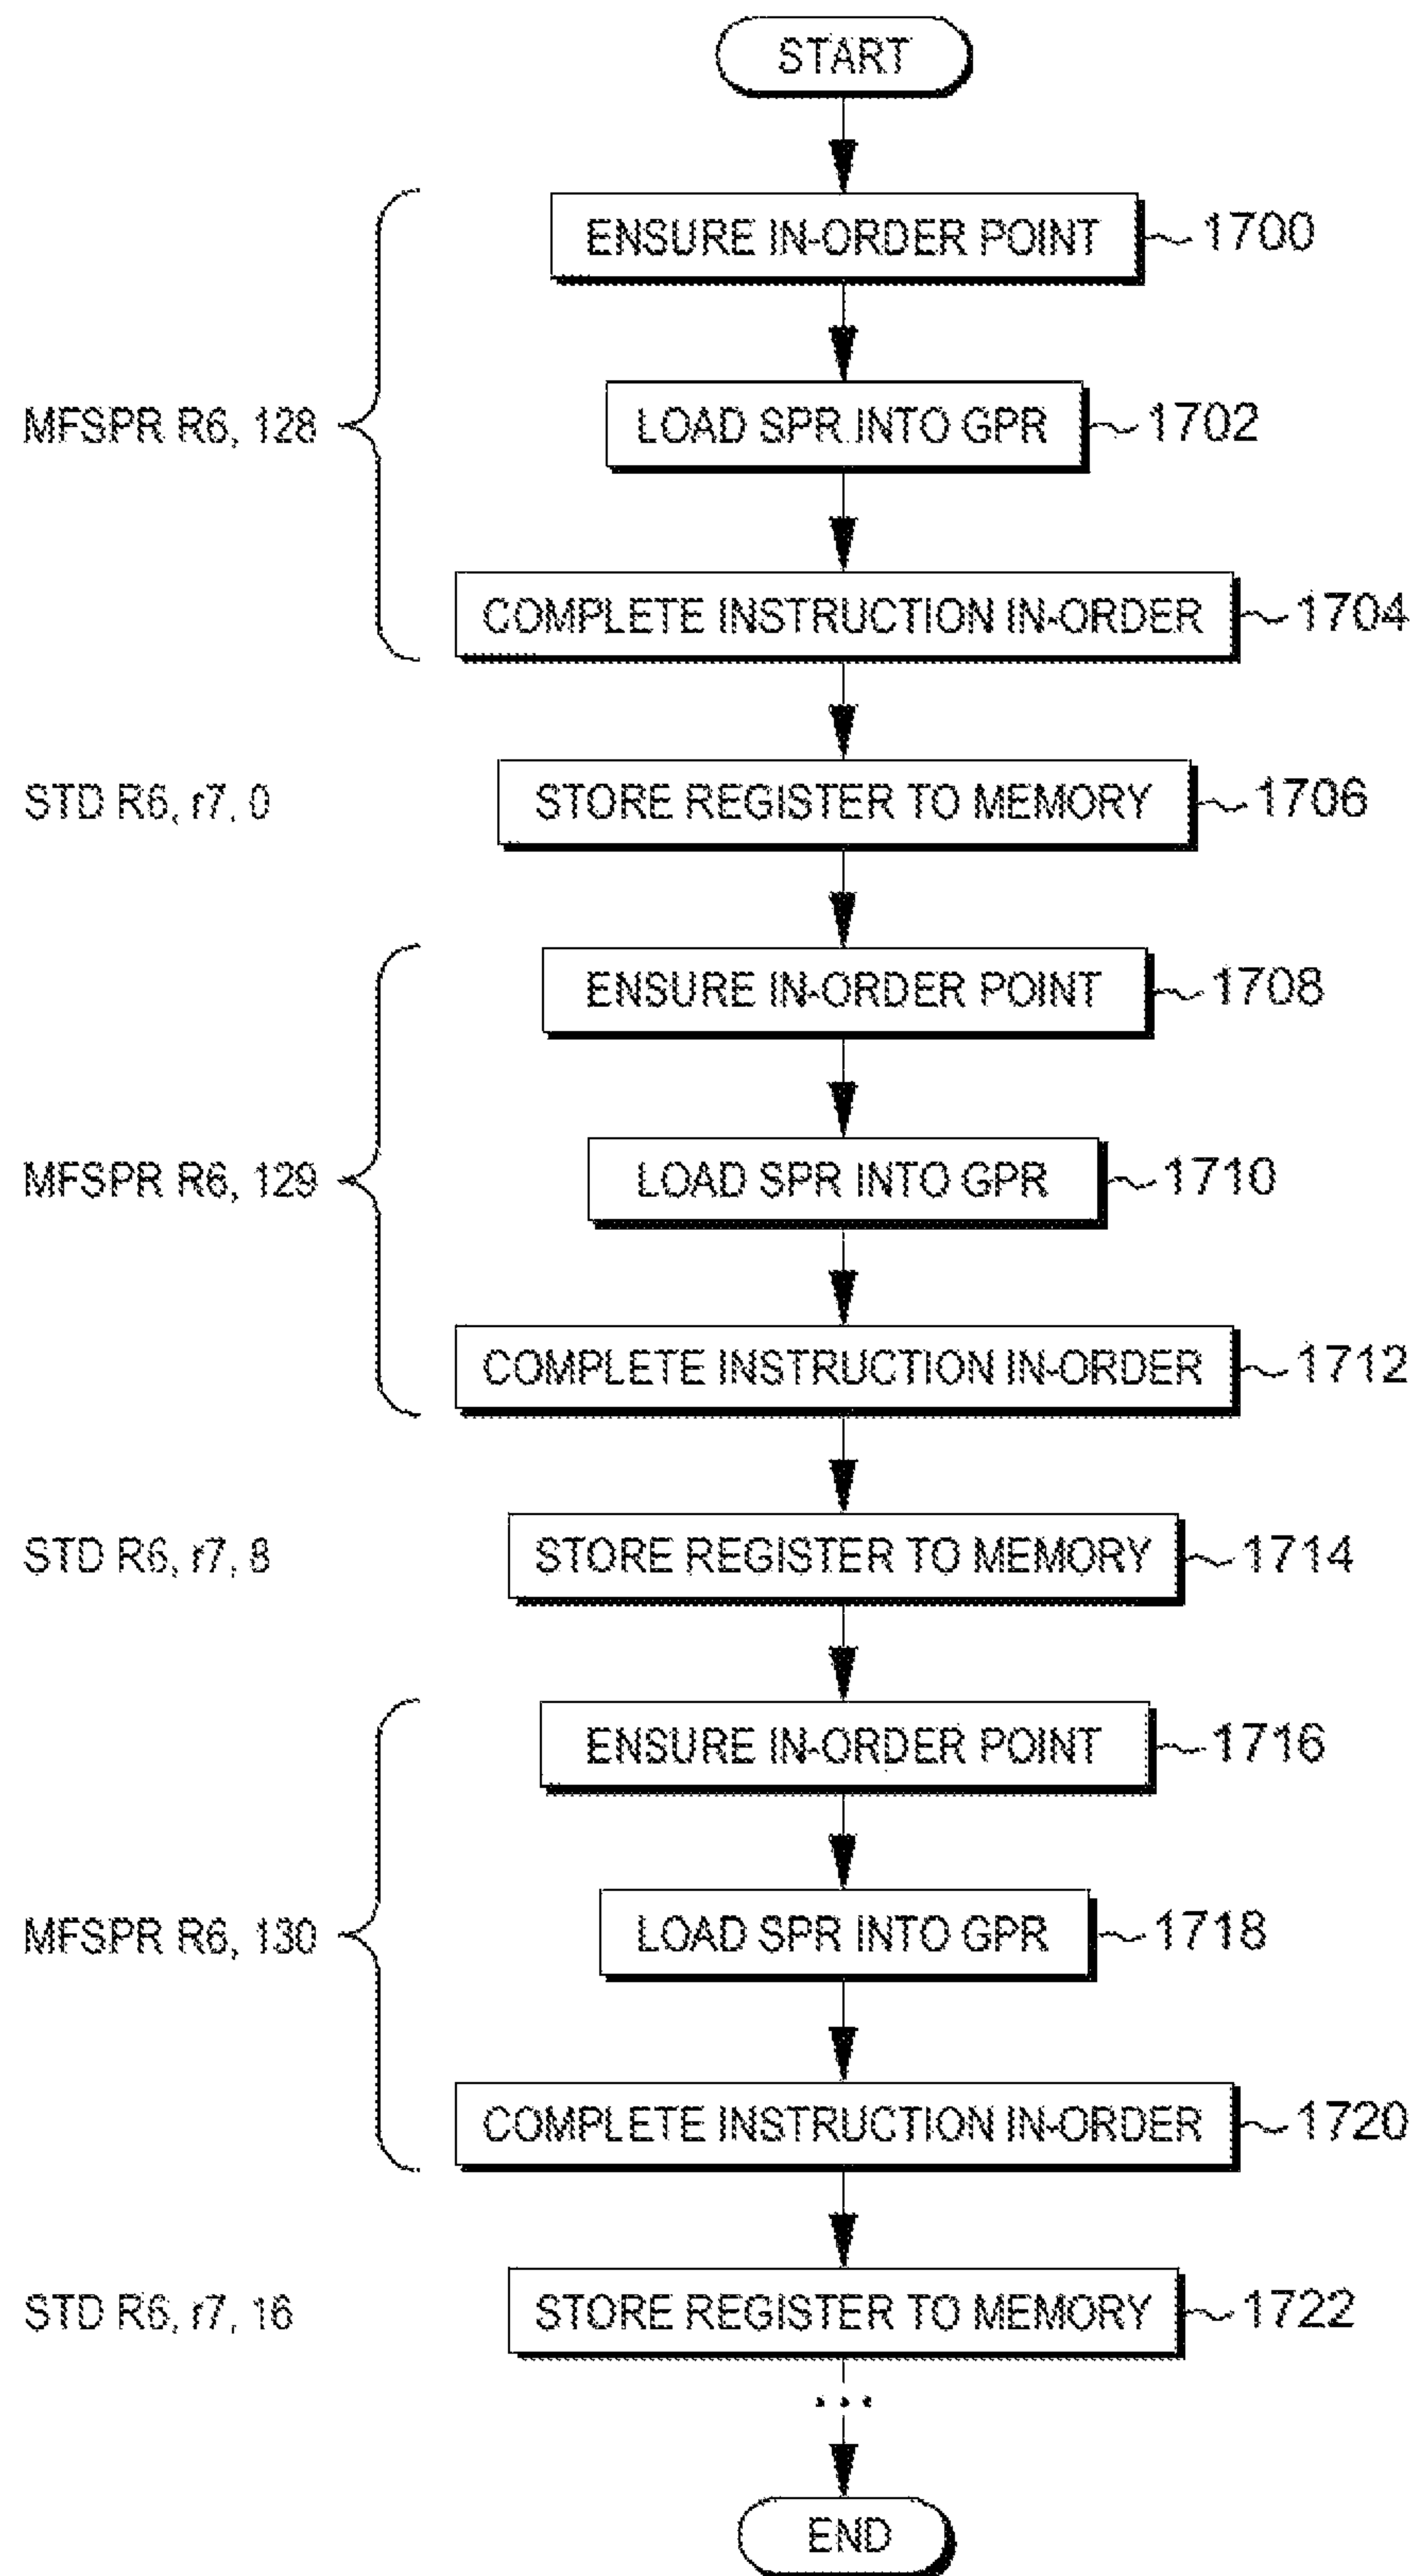 START
ENSURE IN-ORDER POINT 1700
MFSPR R6, 128 LOAD SPR INTO GPR 1702
COMPLETE INSTRUCTION IN-ORDER 1704
STD R6, r7, 0 STORE REGISTER TO MEMORY 1706
ENSURE IN-ORDER POINT 1708
MFSPR R6, 129 LOAD SPR INTO GPR 1710
COMPLETE INSTRUCTION IN-ORDER 1712
STD R6, r7, 8 STORE REGISTER TO MEMORY 1714
ENSURE IN-ORDER POINT 1716
MFSPR R6, 130 LOAD SPR INTO GPR 1718
COMPLETE INSTRUCTION IN-ORDER 1720
STD R6, r7, 16 STORE REGISTER TO MEMORY 1722
...
END